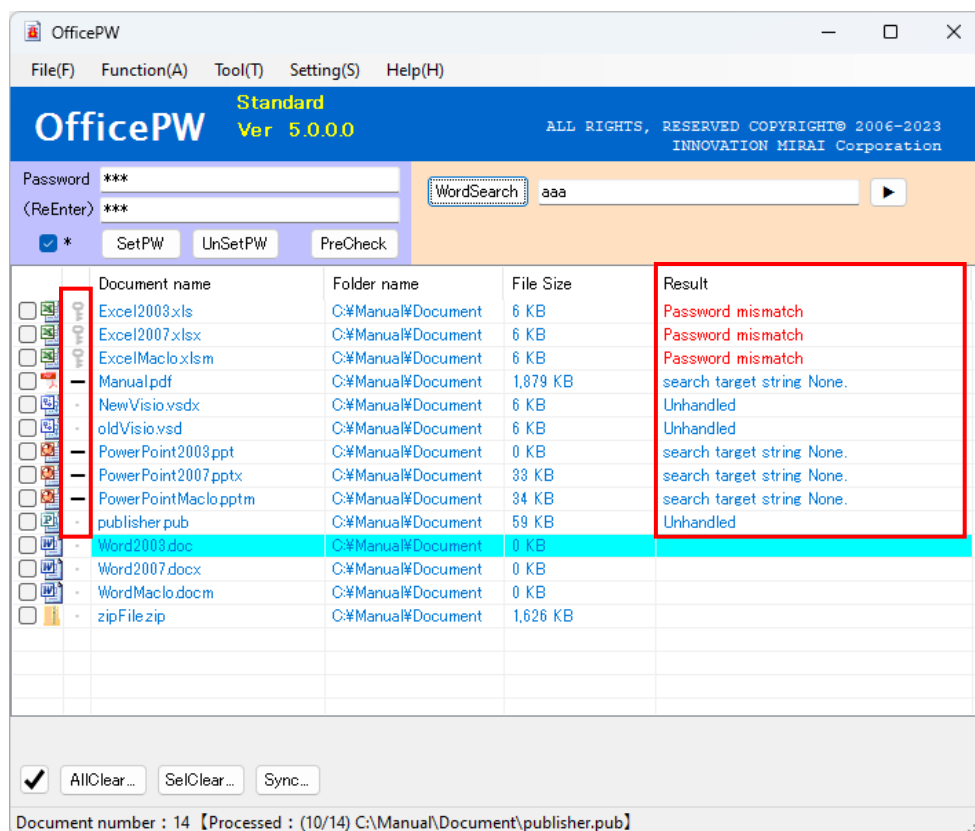 OfficePW
File(F) Function(A) Tool(T) Setting(S) Help(H)
OfficePW Standard Ver 5.0.0.0
ALL RIGHTS, RESERVED COPYRIGHT© 2006-2023
INNOVATION MIRAI Corporation
Password ***
(ReEnter) ***
WordSearch aaa
* SetPW UnSetPW PreCheck
Document name Folder name File Size Result
Excel2003.xls C:¥Manual¥Document 6 KB Password mismatch
Excel2007.xlsx C:¥Manual¥Document 6 KB Password mismatch
ExcelMaclo.xlsm C:¥Manual¥Document 6 KB Password mismatch
Manual.pdf C:¥Manual¥Document 1,879 KB search target string None.
NewVisio.vsdx C:¥Manual¥Document 6 KB Unhandled
oldVisio.vsd C:¥Manual¥Document 6 KB Unhandled
PowerPoint2003.ppt C:¥Manual¥Document 0 KB search target string None.
PowerPoint2007.pptx C:¥Manual¥Document 33 KB search target string None.
PowerPointMaclo.pptm C:¥Manual¥Document 34 KB search target string None.
publisher.pub C:¥Manual¥Document 59 KB Unhandled
Word2003.doc C:¥Manual¥Document 0 KB
Word2007.docx C:¥Manual¥Document 0 KB
WordMaclo.docm C:¥Manual¥Document 0 KB
zipFile.zip C:¥Manual¥Document 1,626 KB
AllClear... SelClear... Sync...
Document number : 14 【Processed : (10/14) C:\Manual\Document\publisher.pub】